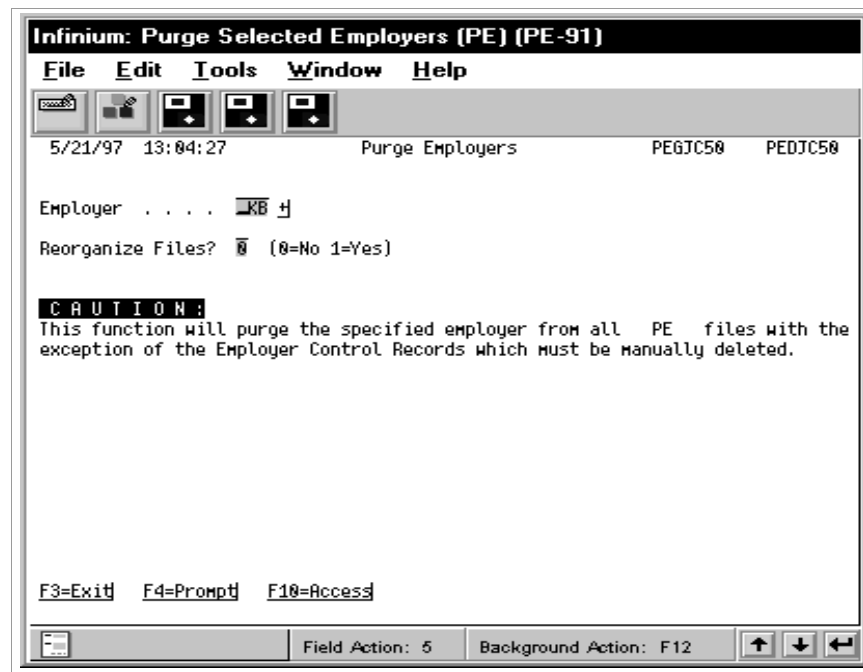 Infinium: Purge Selected Employers (PE) (PE-91)
File Edit Tools Window Help
5/21/97 13:04:27 Purge Employers PEGJC50 PEDJC50
Employer . . . . _KB +
Reorganize Files? 0 (0=No 1=Yes)
C A U T I O N :
This function will purge the specified employer from all PE files with the
exception of the Employer Control Records which must be manually deleted.
F3=Exit F4=Prompt F10=Access
Field Action: 5 Background Action: F12